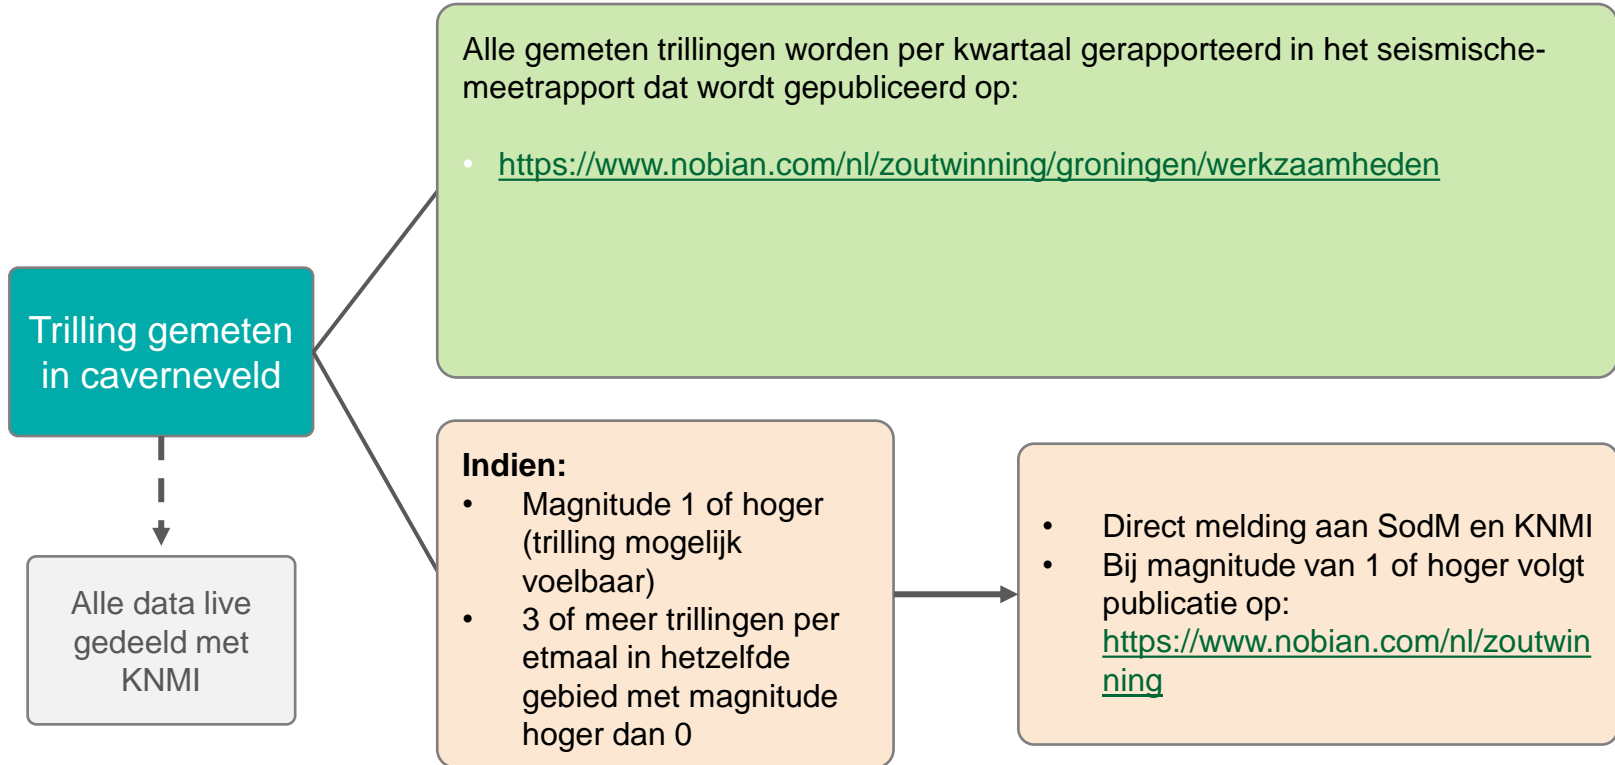 Alle gemeten trillingen worden per kwartaal gerapporteerd in het seismische-
meetrapport dat wordt gepubliceerd op:
• https://www.nobian.com/nl/zoutwinning/groningen/werkzaamheden
Trilling gemeten
in caverneveld
Alle data live
gedeeld met
KNMI
Indien:
• Magnitude 1 of hoger
(trilling mogelijk
voelbaar)
• 3 of meer trillingen per
etmaal in hetzelfde
gebied met magnitude
hoger dan 0
• Direct melding aan SodM en KNMI
• Bij magnitude van 1 of hoger volgt
publicatie op:
https://www.nobian.com/nl/zoutwin
ning